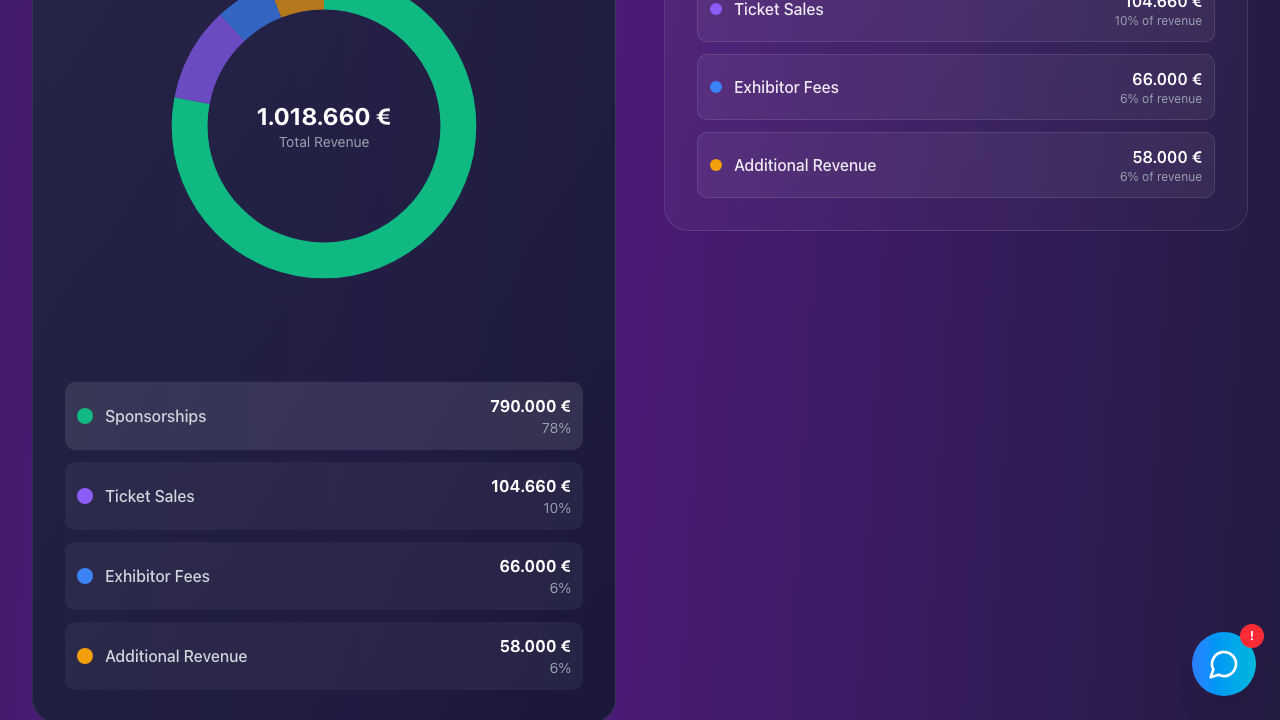 1.018.660 €
Total Revenue
Sponsorships
790.000 €
78%
Ticket Sales
104.660 €
10%
Exhibitor Fees
66.000 €
6%
Additional Revenue
58.000 €
6%
Ticket Sales
104.660 €
10% of revenue
Exhibitor Fees
66.000 €
6% of revenue
Additional Revenue
58.000 €
6% of revenue
!